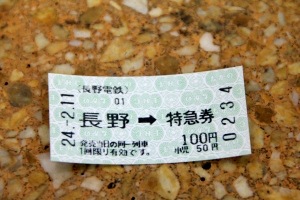 (長野電鉄)
01
24-2.11
長野 → 特急券
0234
発売当日の同一列車
1回限り有効です。
100円
小児 50円